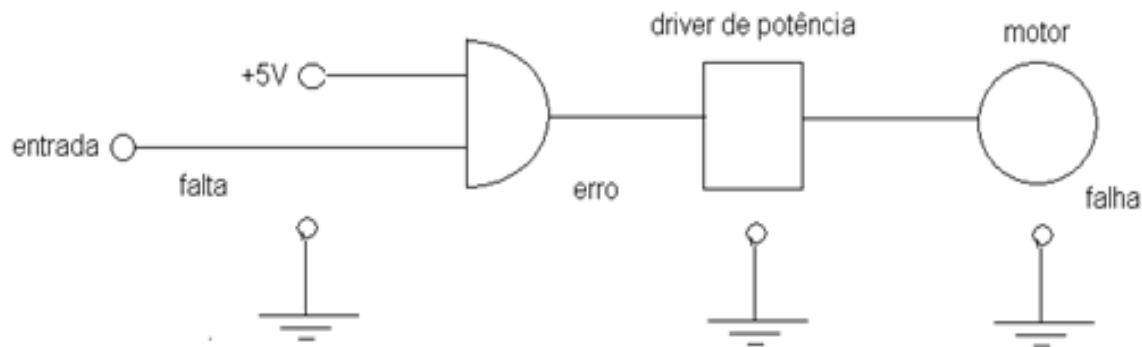 driver de potência
motor
+5V
entrada
falta
erro
falha